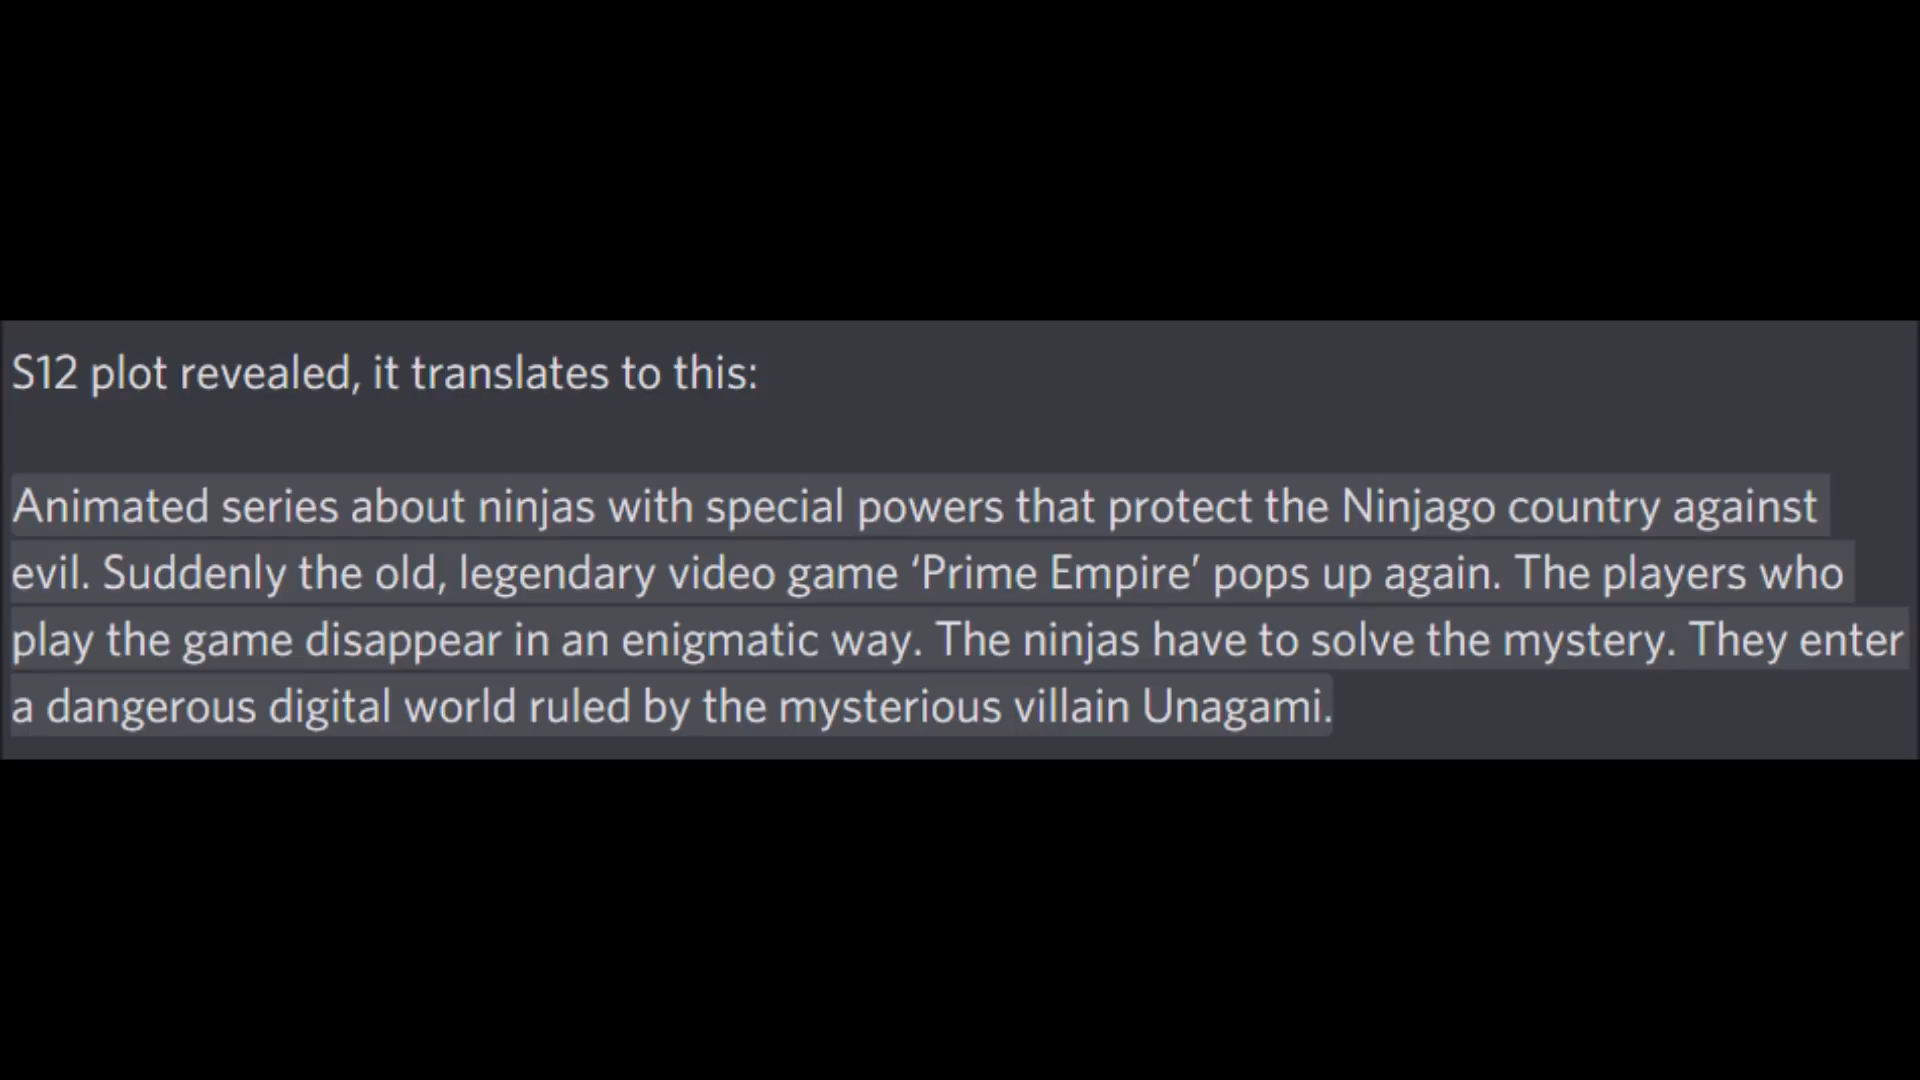 S12 plot revealed, it translates to this:
Animated series about ninjas with special powers that protect the Ninjago country against
evil. Suddenly the old, legendary video game ‘Prime Empire’ pops up again. The players who
play the game disappear in an enigmatic way. The ninjas have to solve the mystery. They enter
a dangerous digital world ruled by the mysterious villain Unagami.